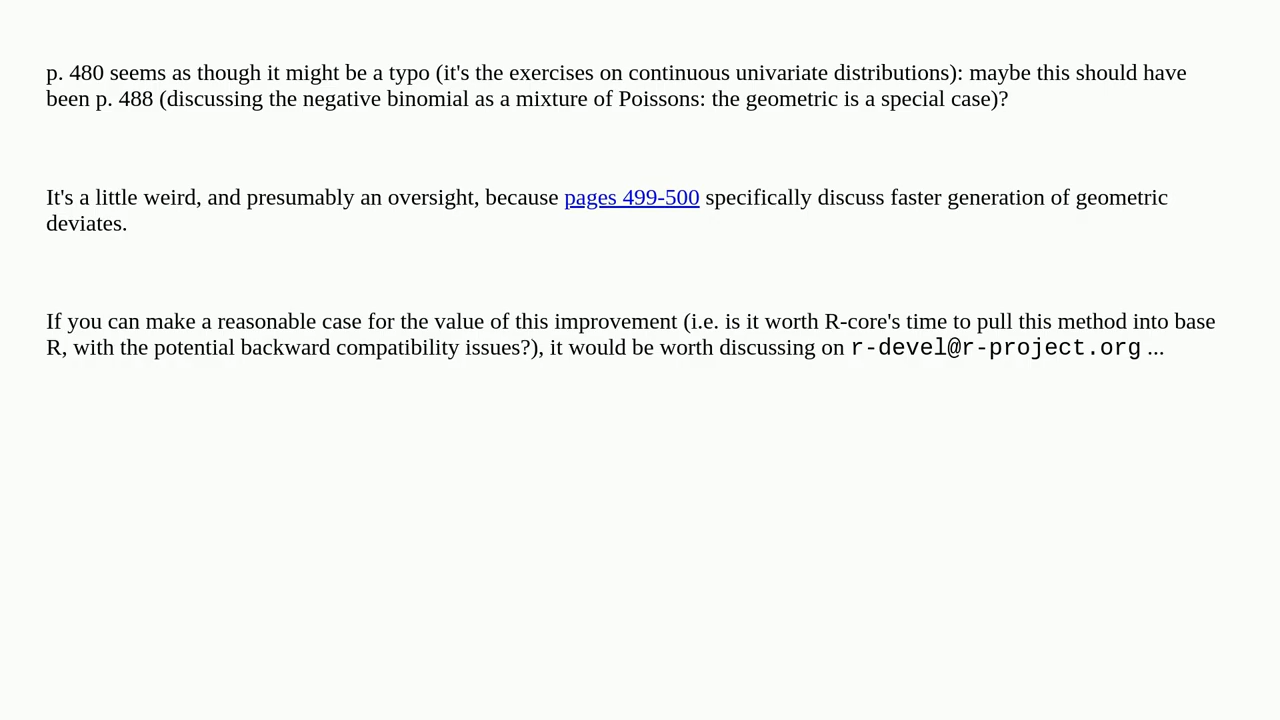 p. 480 seems as though it might be a typo (it's the exercises on continuous univariate distributions): maybe this should have
been p. 488 (discussing the negative binomial as a mixture of Poissons: the geometric is a special case)?
It's a little weird, and presumably an oversight, because pages 499-500 specifically discuss faster generation of geometric
deviates.
If you can make a reasonable case for the value of this improvement (i.e. is it worth R-core's time to pull this method into base
R, with the potential backward compatibility issues?), it would be worth discussing on r-devel@r-project.org ...